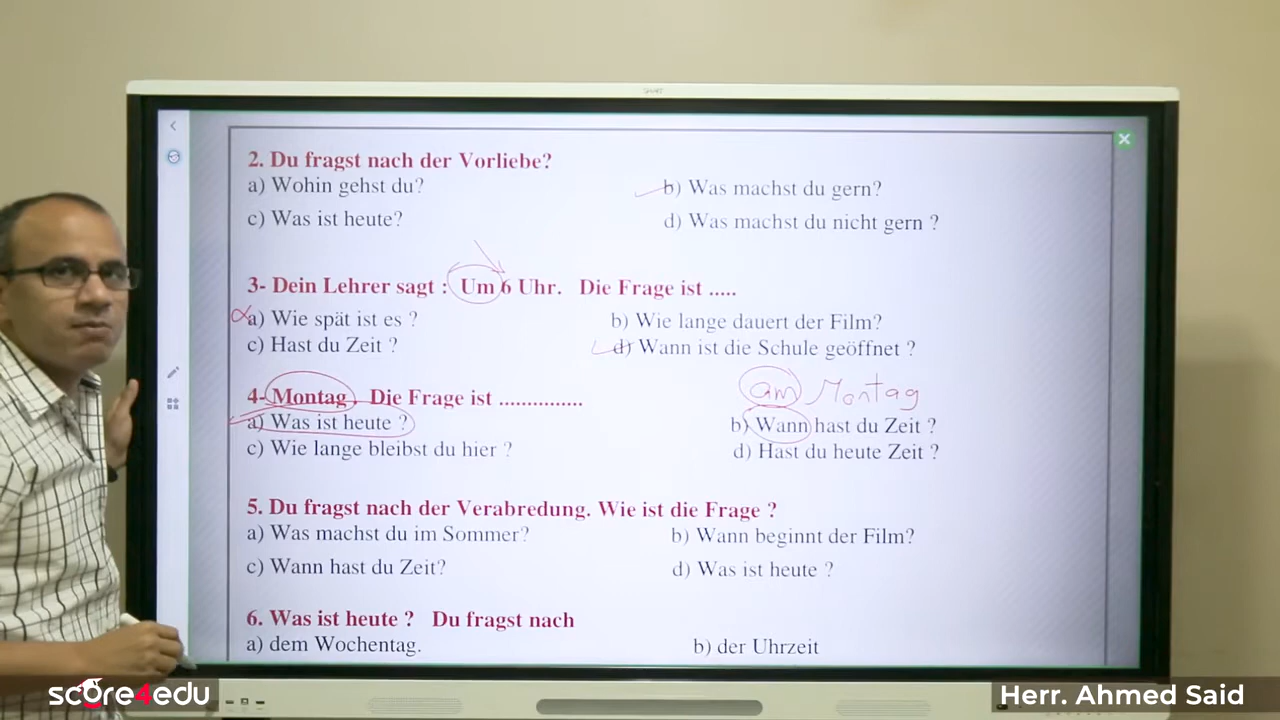 SMART
2. Du fragst nach der Vorliebe?
a) Wohin gehst du? b) Was machst du gern?
c) Was ist heute? d) Was machst du nicht gern ?
3- Dein Lehrer sagt : Um 6 Uhr. Die Frage ist .....
a) Wie spät ist es ? b) Wie lange dauert der Film?
c) Hast du Zeit ? d) Wann ist die Schule geöffnet ?
am Montag
4- Montag . Die Frage ist ...............
a) Was ist heute ? b) Wann hast du Zeit ?
c) Wie lange bleibst du hier ? d) Hast du heute Zeit ?
5. Du fragst nach der Verabredung. Wie ist die Frage ?
a) Was machst du im Sommer? b) Wann beginnt der Film?
c) Wann hast du Zeit? d) Was ist heute ?
6. Was ist heute ? Du fragst nach
a) dem Wochentag. b) der Uhrzeit
score4edu
Herr. Ahmed Said